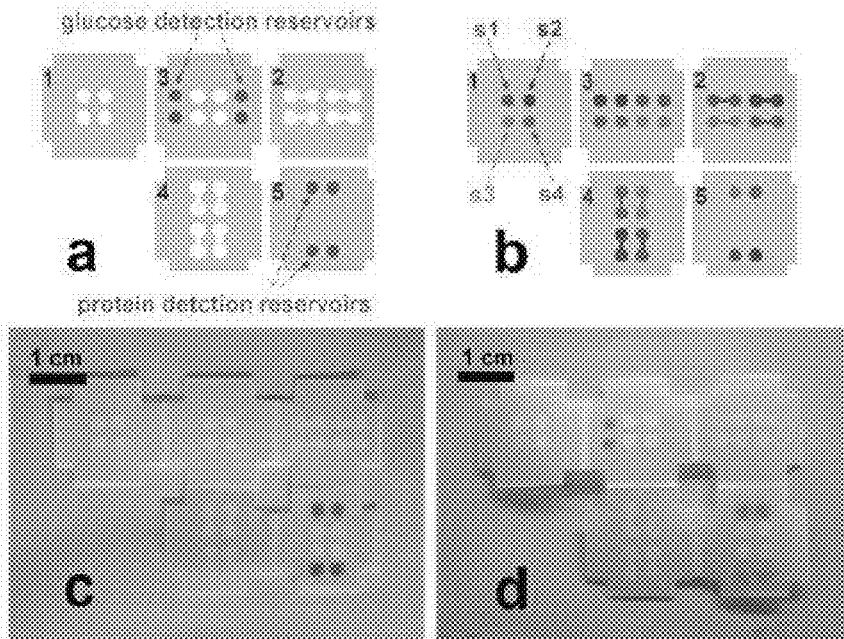 glucose detection reservoirs
1 3 2
4 5
a
protein detction reservoirs
s1 s2
1 3 2
s3 s4
4 5
b
1 cm
c
1 cm
d